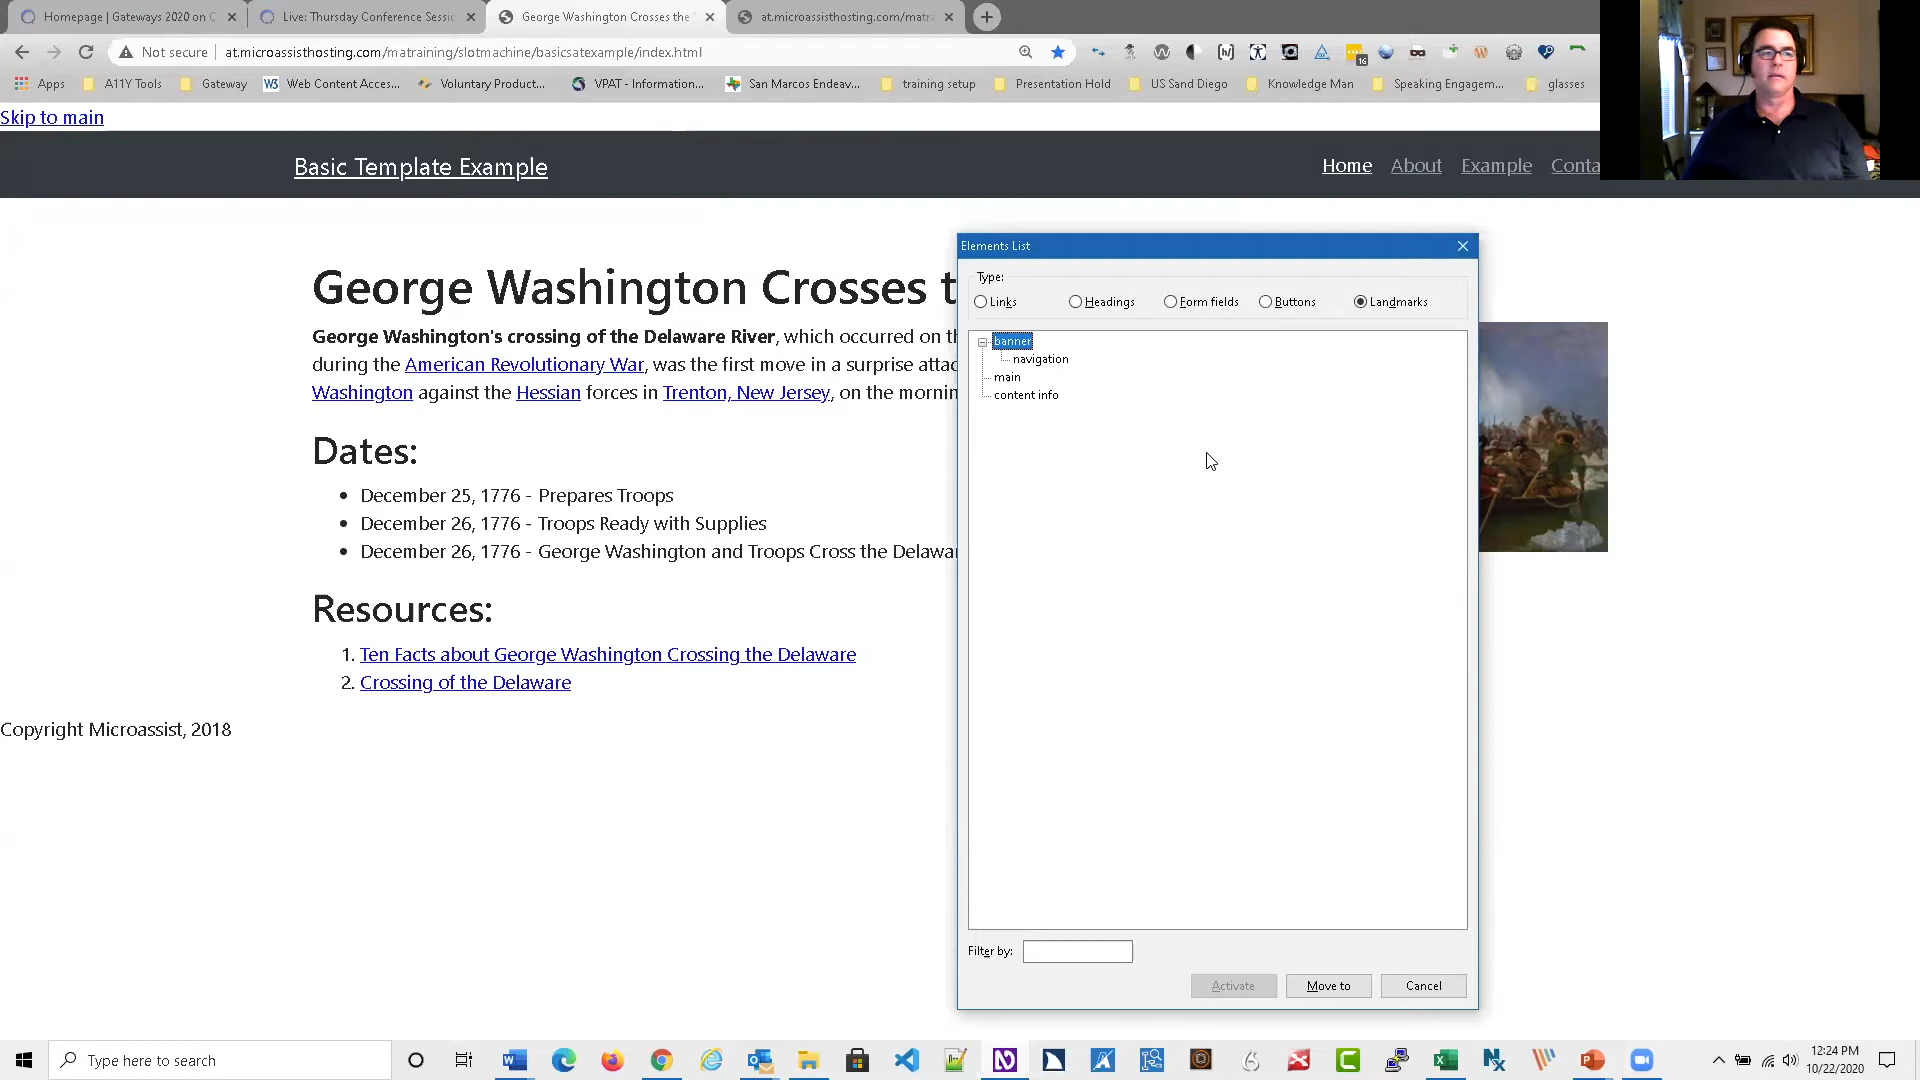 Homepage | Gateways 2020 on
Live: Thursday Conference Sessi
George Washington Crosses the
at.microassisthosting.com/matra
Not secure
at.microassisthosting.com/matraining/slotmachine/basicsatexample/index.html
16
Apps
A11Y Tools
Gateway
W3 Web Content Acces...
Voluntary Product...
VPAT - Information...
San Marcos Endeav...
training setup
Presentation Hold
US Sand Diego
Knowledge Man
Speaking Engagem...
glasses
Skip to main
Basic Template Example
Home About Example Conta
George Washington Crosses t
George Washington's crossing of the Delaware River, which occurred on th
during the American Revolutionary War, was the first move in a surprise attac
Washington against the Hessian forces in Trenton, New Jersey, on the mornin
Dates:
December 25, 1776 - Prepares Troops
December 26, 1776 - Troops Ready with Supplies
December 26, 1776 - George Washington and Troops Cross the Delawar
Resources:
1. Ten Facts about George Washington Crossing the Delaware
2. Crossing of the Delaware
Copyright Microassist, 2018
Elements List
Type:
Links Headings Form fields Buttons Landmarks
banner
navigation
main
content info
Filter by:
Activate Move to Cancel
Type here to search
12:24 PM
10/22/2020